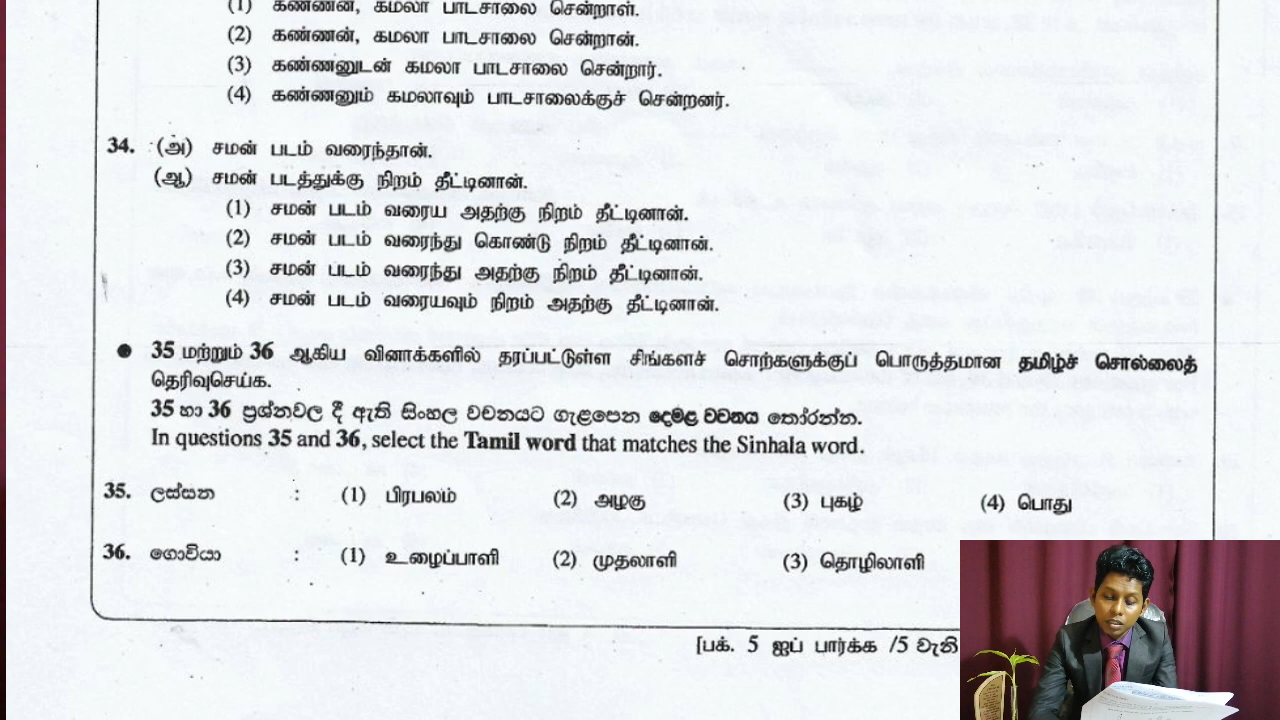 (1) கண்ணன், கமலா பாடசாலை சென்றாள்.
(2) கண்ணன், கமலா பாடசாலை சென்றான்.
(3) கண்ணனுடன் கமலா பாடசாலை சென்றார்.
(4) கண்ணனும் கமலாவும் பாடசாலைக்குச் சென்றனர்.
34. (அ) சமன் படம் வரைந்தான்.
(ஆ) சமன் படத்துக்கு நிறம் தீட்டினான்.
(1) சமன் படம் வரைய அதற்கு நிறம் தீட்டினான்.
(2) சமன் படம் வரைந்து கொண்டு நிறம் தீட்டினான்.
(3) சமன் படம் வரைந்து அதற்கு நிறம் தீட்டினான்.
(4) சமன் படம் வரையவும் நிறம் அதற்கு தீட்டினான்.
● 35 மற்றும் 36 ஆகிய வினாக்களில் தரப்பட்டுள்ள சிங்களச் சொற்களுக்குப் பொருத்தமான தமிழ்ச் சொல்லைத்
தெரிவுசெய்க.
35 හා 36 ප්‍රශ්නවල දී ඇති සිංහල වචනයට ගැළපෙන දෙමළ වචනය තෝරන්න.
In questions 35 and 36, select the Tamil word that matches the Sinhala word.
35. ලස්සන : (1) பிரபலம் (2) அழகு (3) புகழ் (4) பொது
36. ගොවියා : (1) உழைப்பாளி (2) முதலாளி (3) தொழிலாளி
[பக். 5 ஐப் பார்க்க /5 වැනි